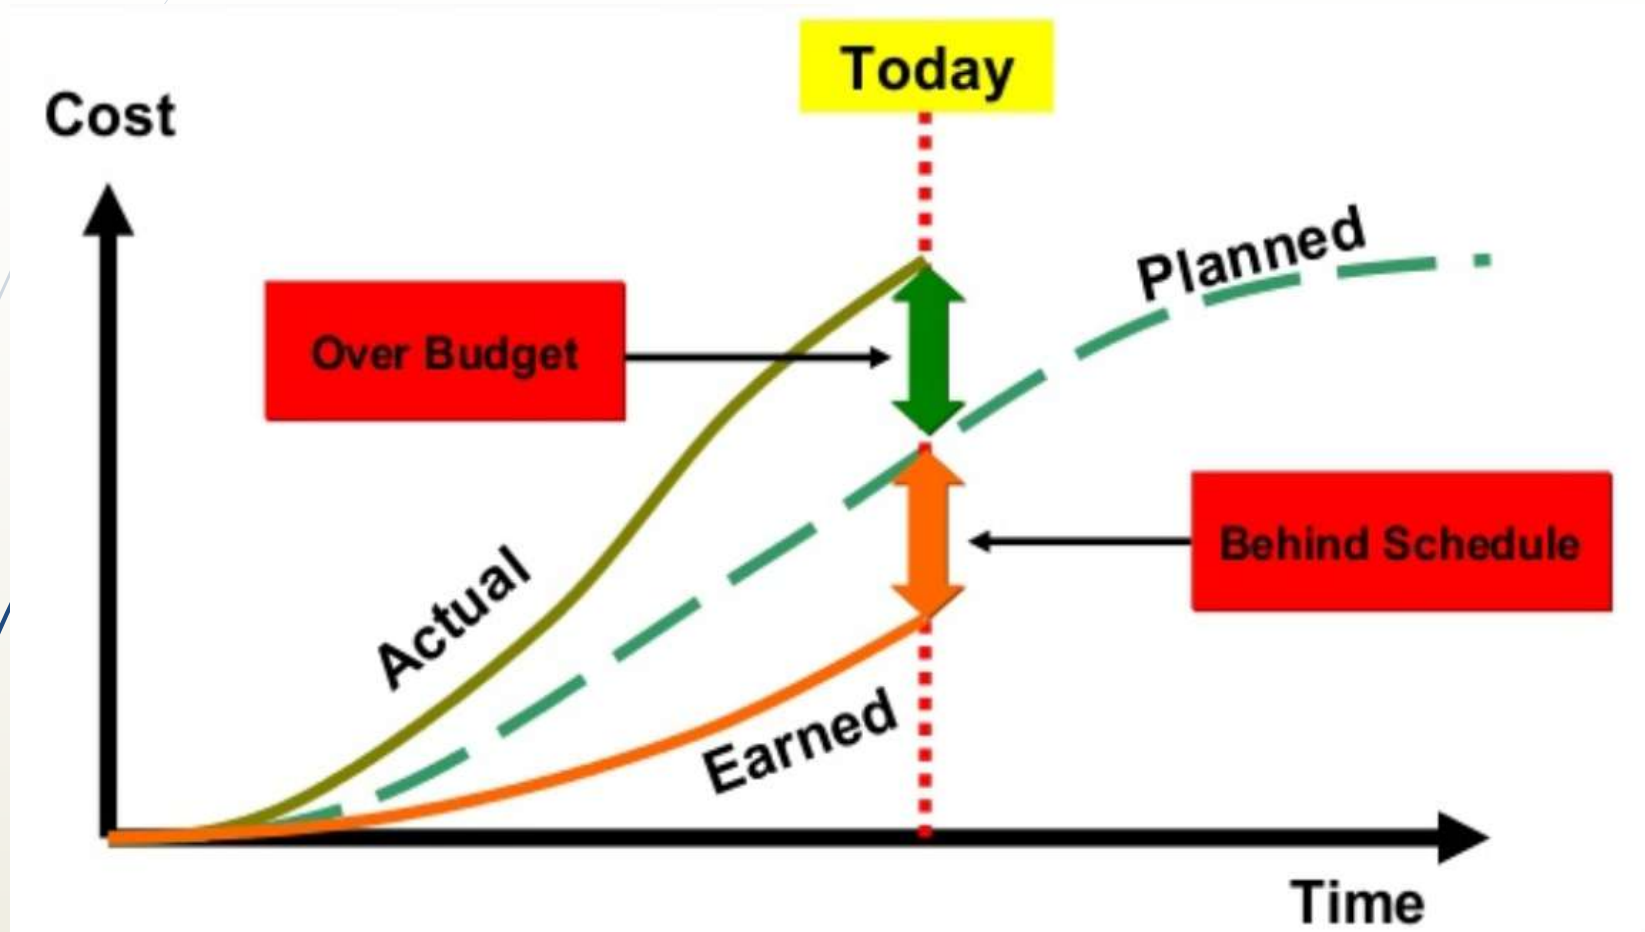 Today
Cost
Planned
Over Budget
Behind Schedule
Actual
Earned
Time